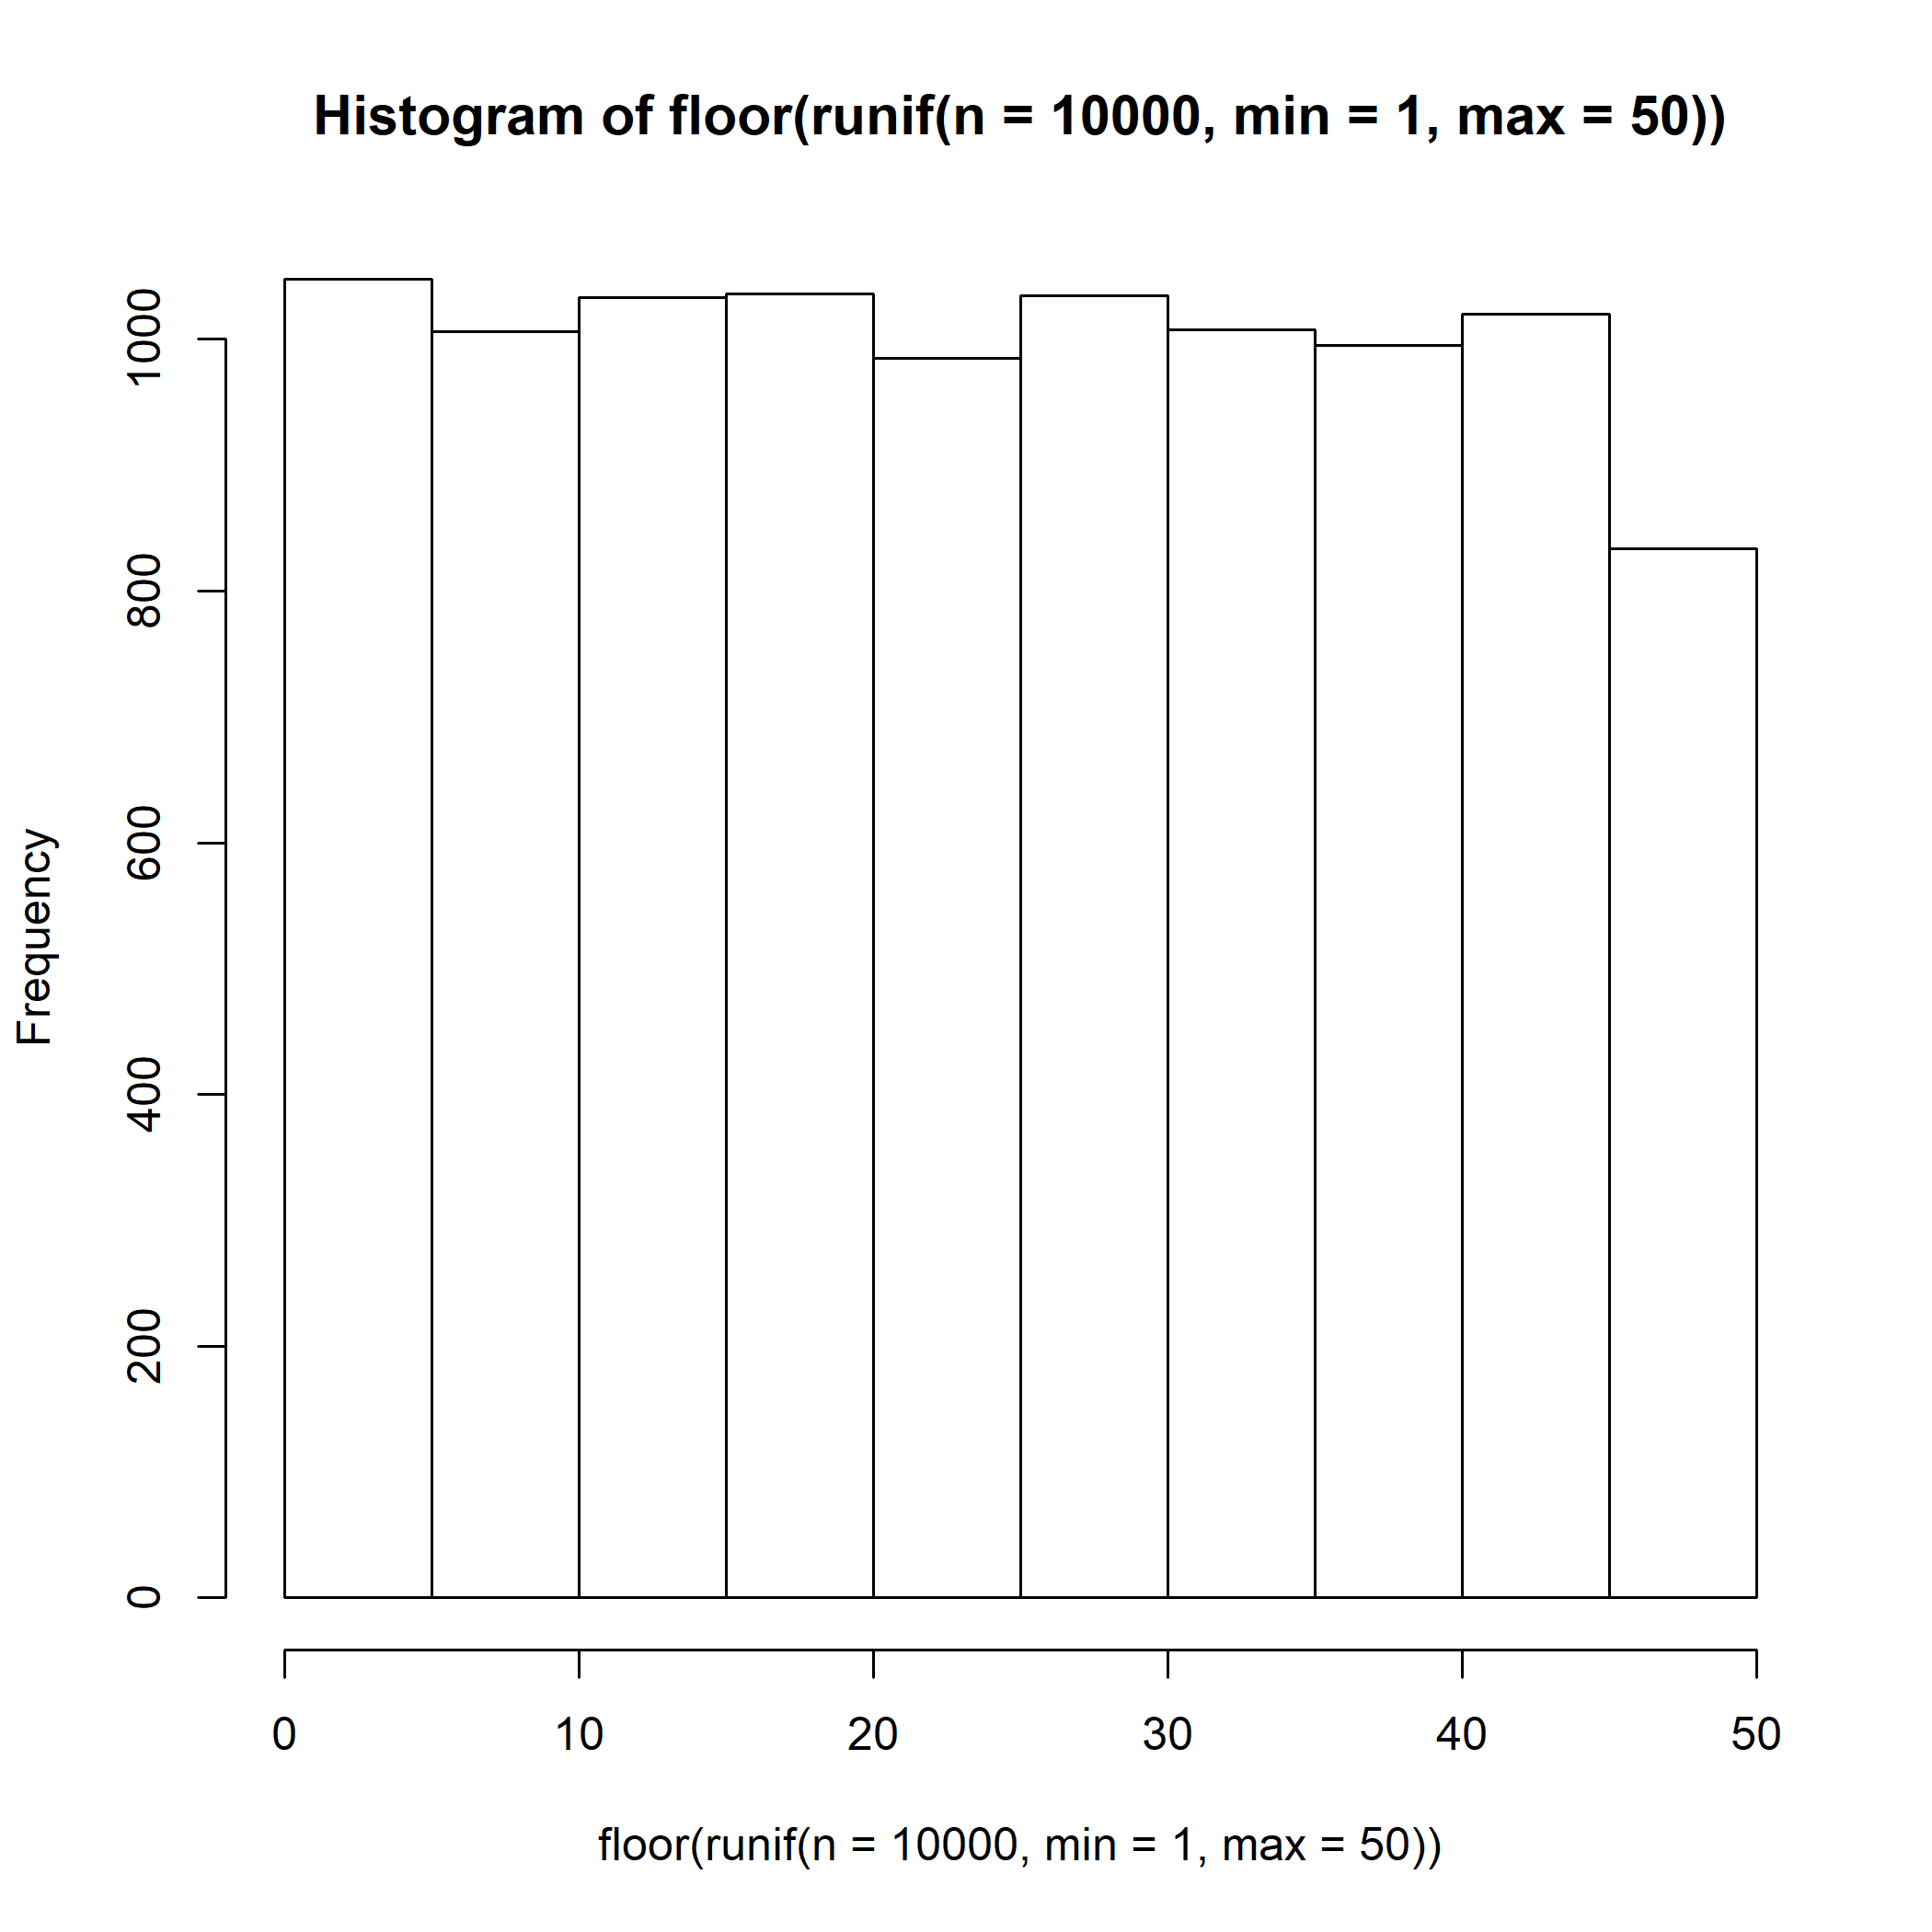 Histogram of floor(runif(n = 10000, min = 1, max = 50))
Frequency
1000
800
600
400
200
0
0 10 20 30 40 50
floor(runif(n = 10000, min = 1, max = 50))